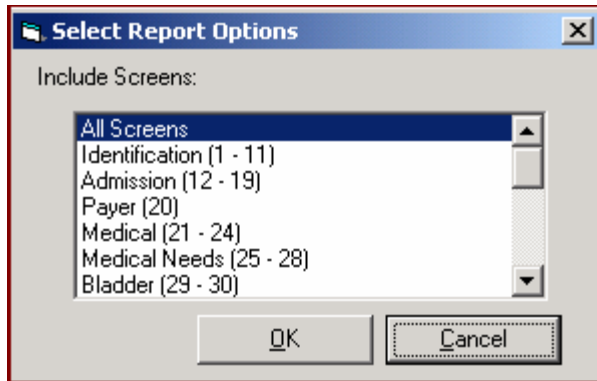 Select Report Options
Include Screens:
All Screens
Identification (1 - 11)
Admission (12 - 19)
Payer (20)
Medical (21 - 24)
Medical Needs (25 - 28)
Bladder (29 - 30)
OK
Cancel